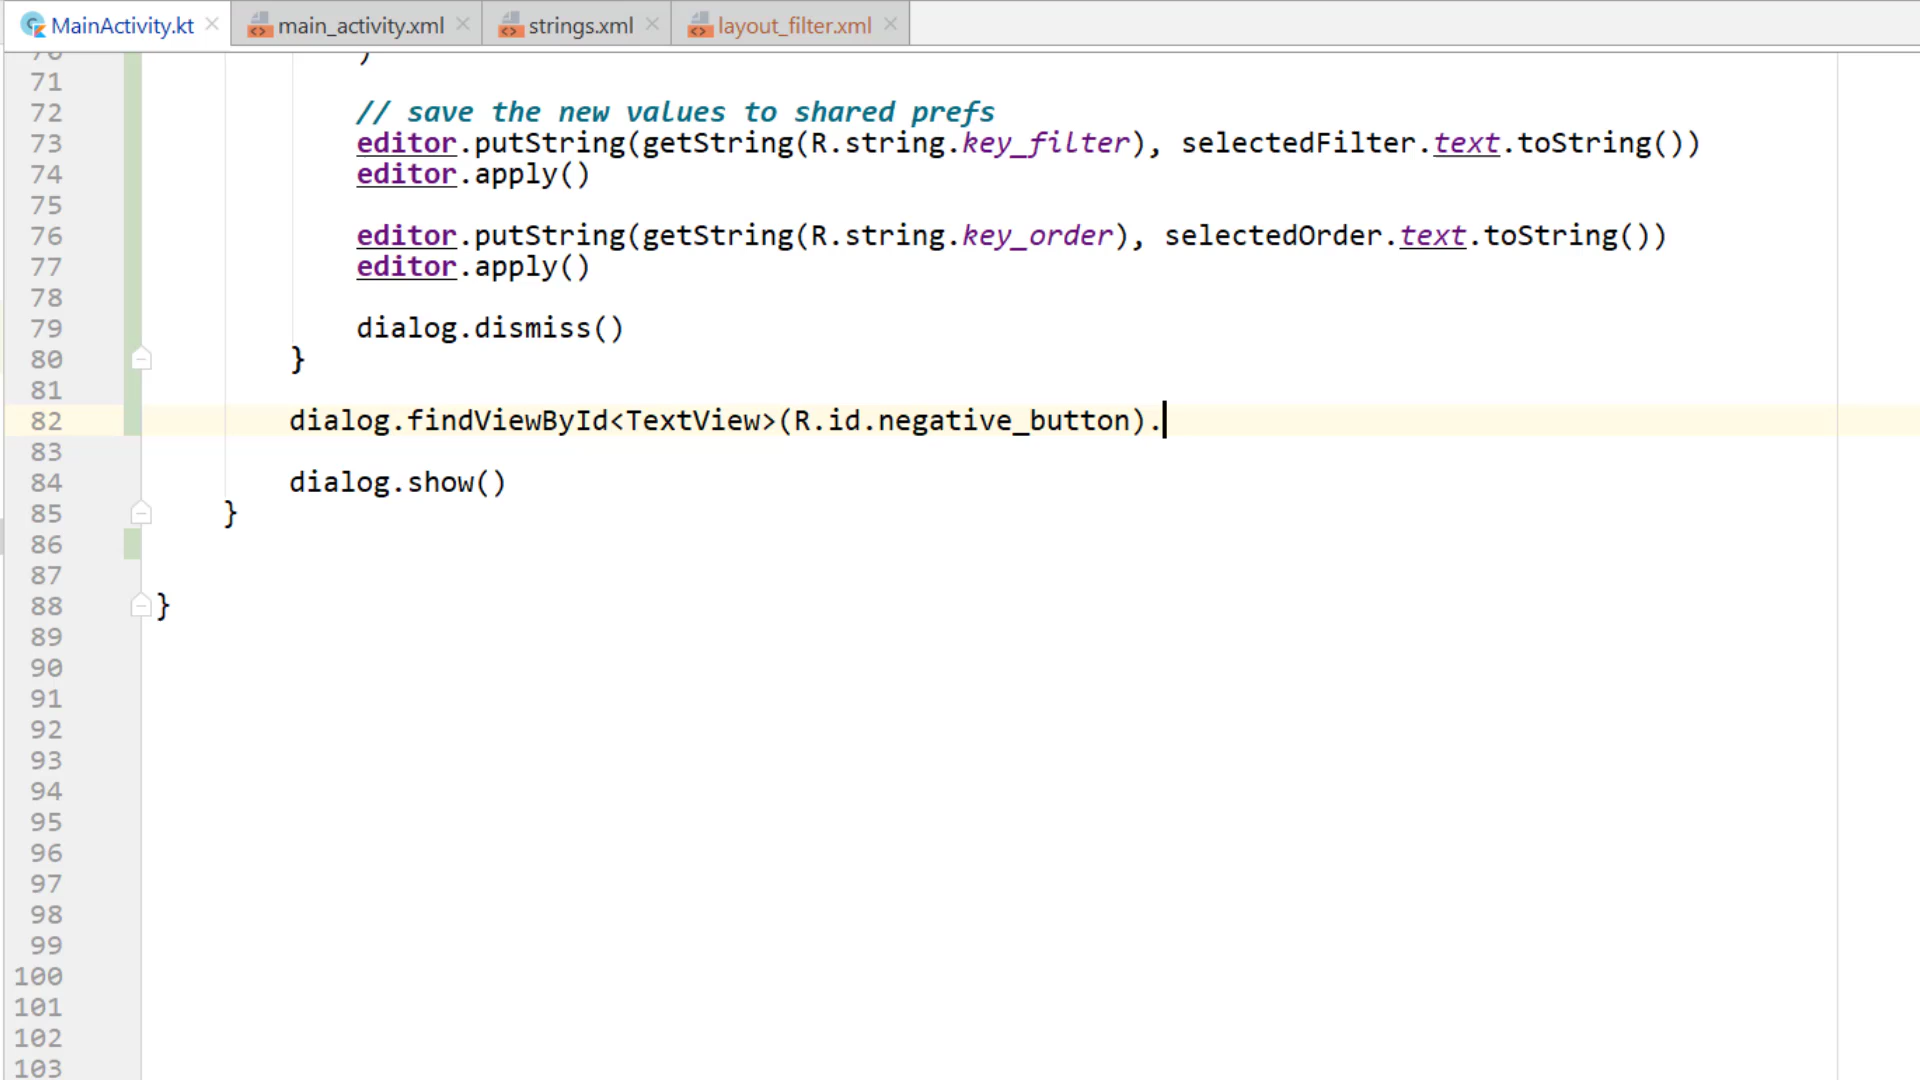 MainActivity.kt main_activity.xml strings.xml layout_filter.xml
70 )
71
72 // save the new values to shared prefs
73 editor.putString(getString(R.string.key_filter), selectedFilter.text.toString())
74 editor.apply()
75
76 editor.putString(getString(R.string.key_order), selectedOrder.text.toString())
77 editor.apply()
78
79 dialog.dismiss()
80 }
81
82 dialog.findViewById<TextView>(R.id.negative_button).
83
84 dialog.show()
85 }
86
87
88 }
89
90
91
92
93
94
95
96
97
98
99
100
101
102
103